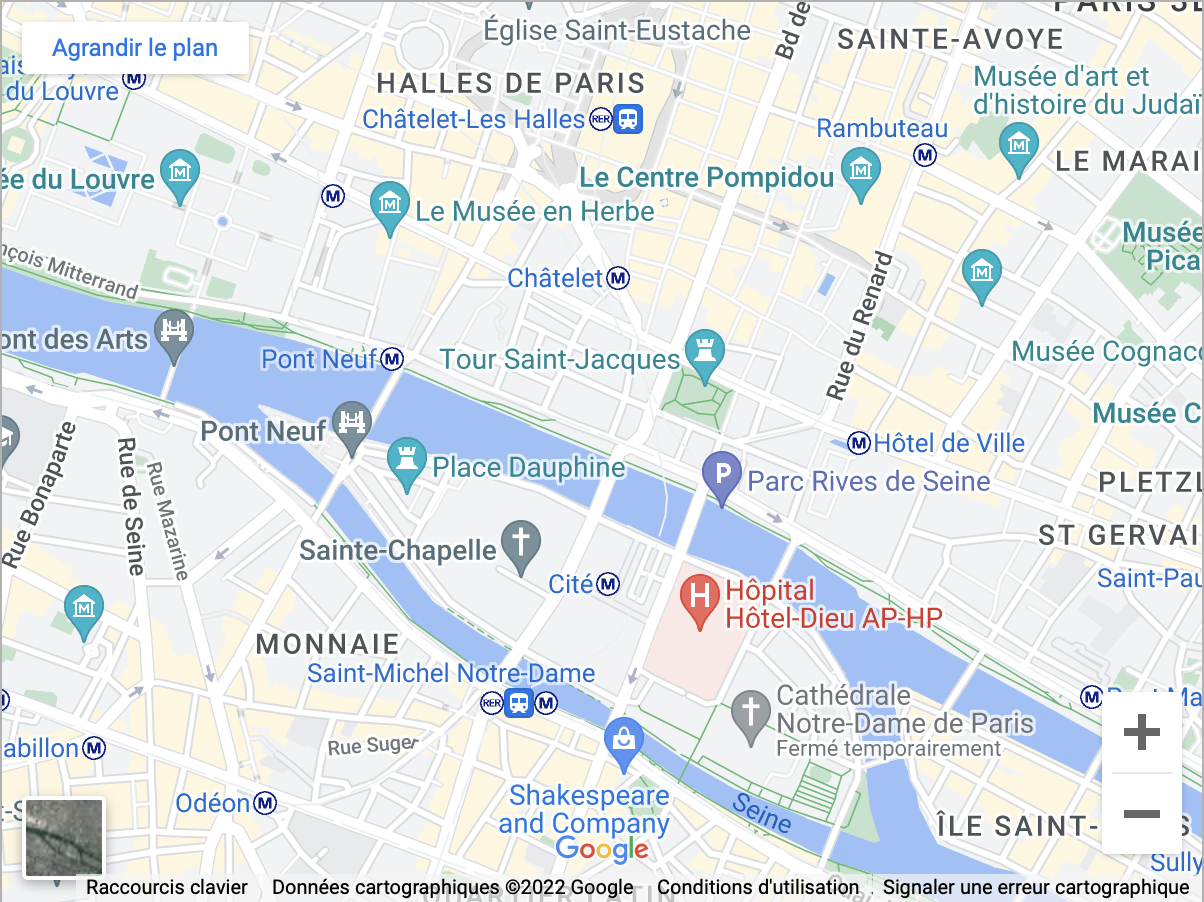 PARIS
Église Saint-Eustache
Bd de
SAINTE-AVOYE
Agrandir le plan
du Louvre
HALLES DE PARIS
Musée d'art et
d'histoire du Judaï
Châtelet-Les Halles RER
Rambuteau
LE MARAI
ée du Louvre
Le Centre Pompidou
Le Musée en Herbe
Musée
Pica
nçois Mitterrand
Châtelet
Rue du Renard
ont des Arts
Pont Neuf
Tour Saint-Jacques
Musée Cognacq
Musée C
Pont Neuf
Place Dauphine
Hôtel de Ville
Parc Rives de Seine
PLETZL
Rue Bonaparte
Rue de Seine
Rue Mazarine
Sainte-Chapelle
ST GERVAI
Cité
Saint-Pau
Hôpital
Hôtel-Dieu AP-HP
MONNAIE
Saint-Michel Notre-Dame
RER
Cathédrale
Notre-Dame de Paris
Fermé temporairement
Rue Suger
abillon
Odéon
Shakespeare
and Company
Seine
ÎLE SAINT-
Google
Sully
QUARTIER LATIN
Raccourcis clavier
Données cartographiques ©2022 Google
Conditions d'utilisation
Signaler une erreur cartographique